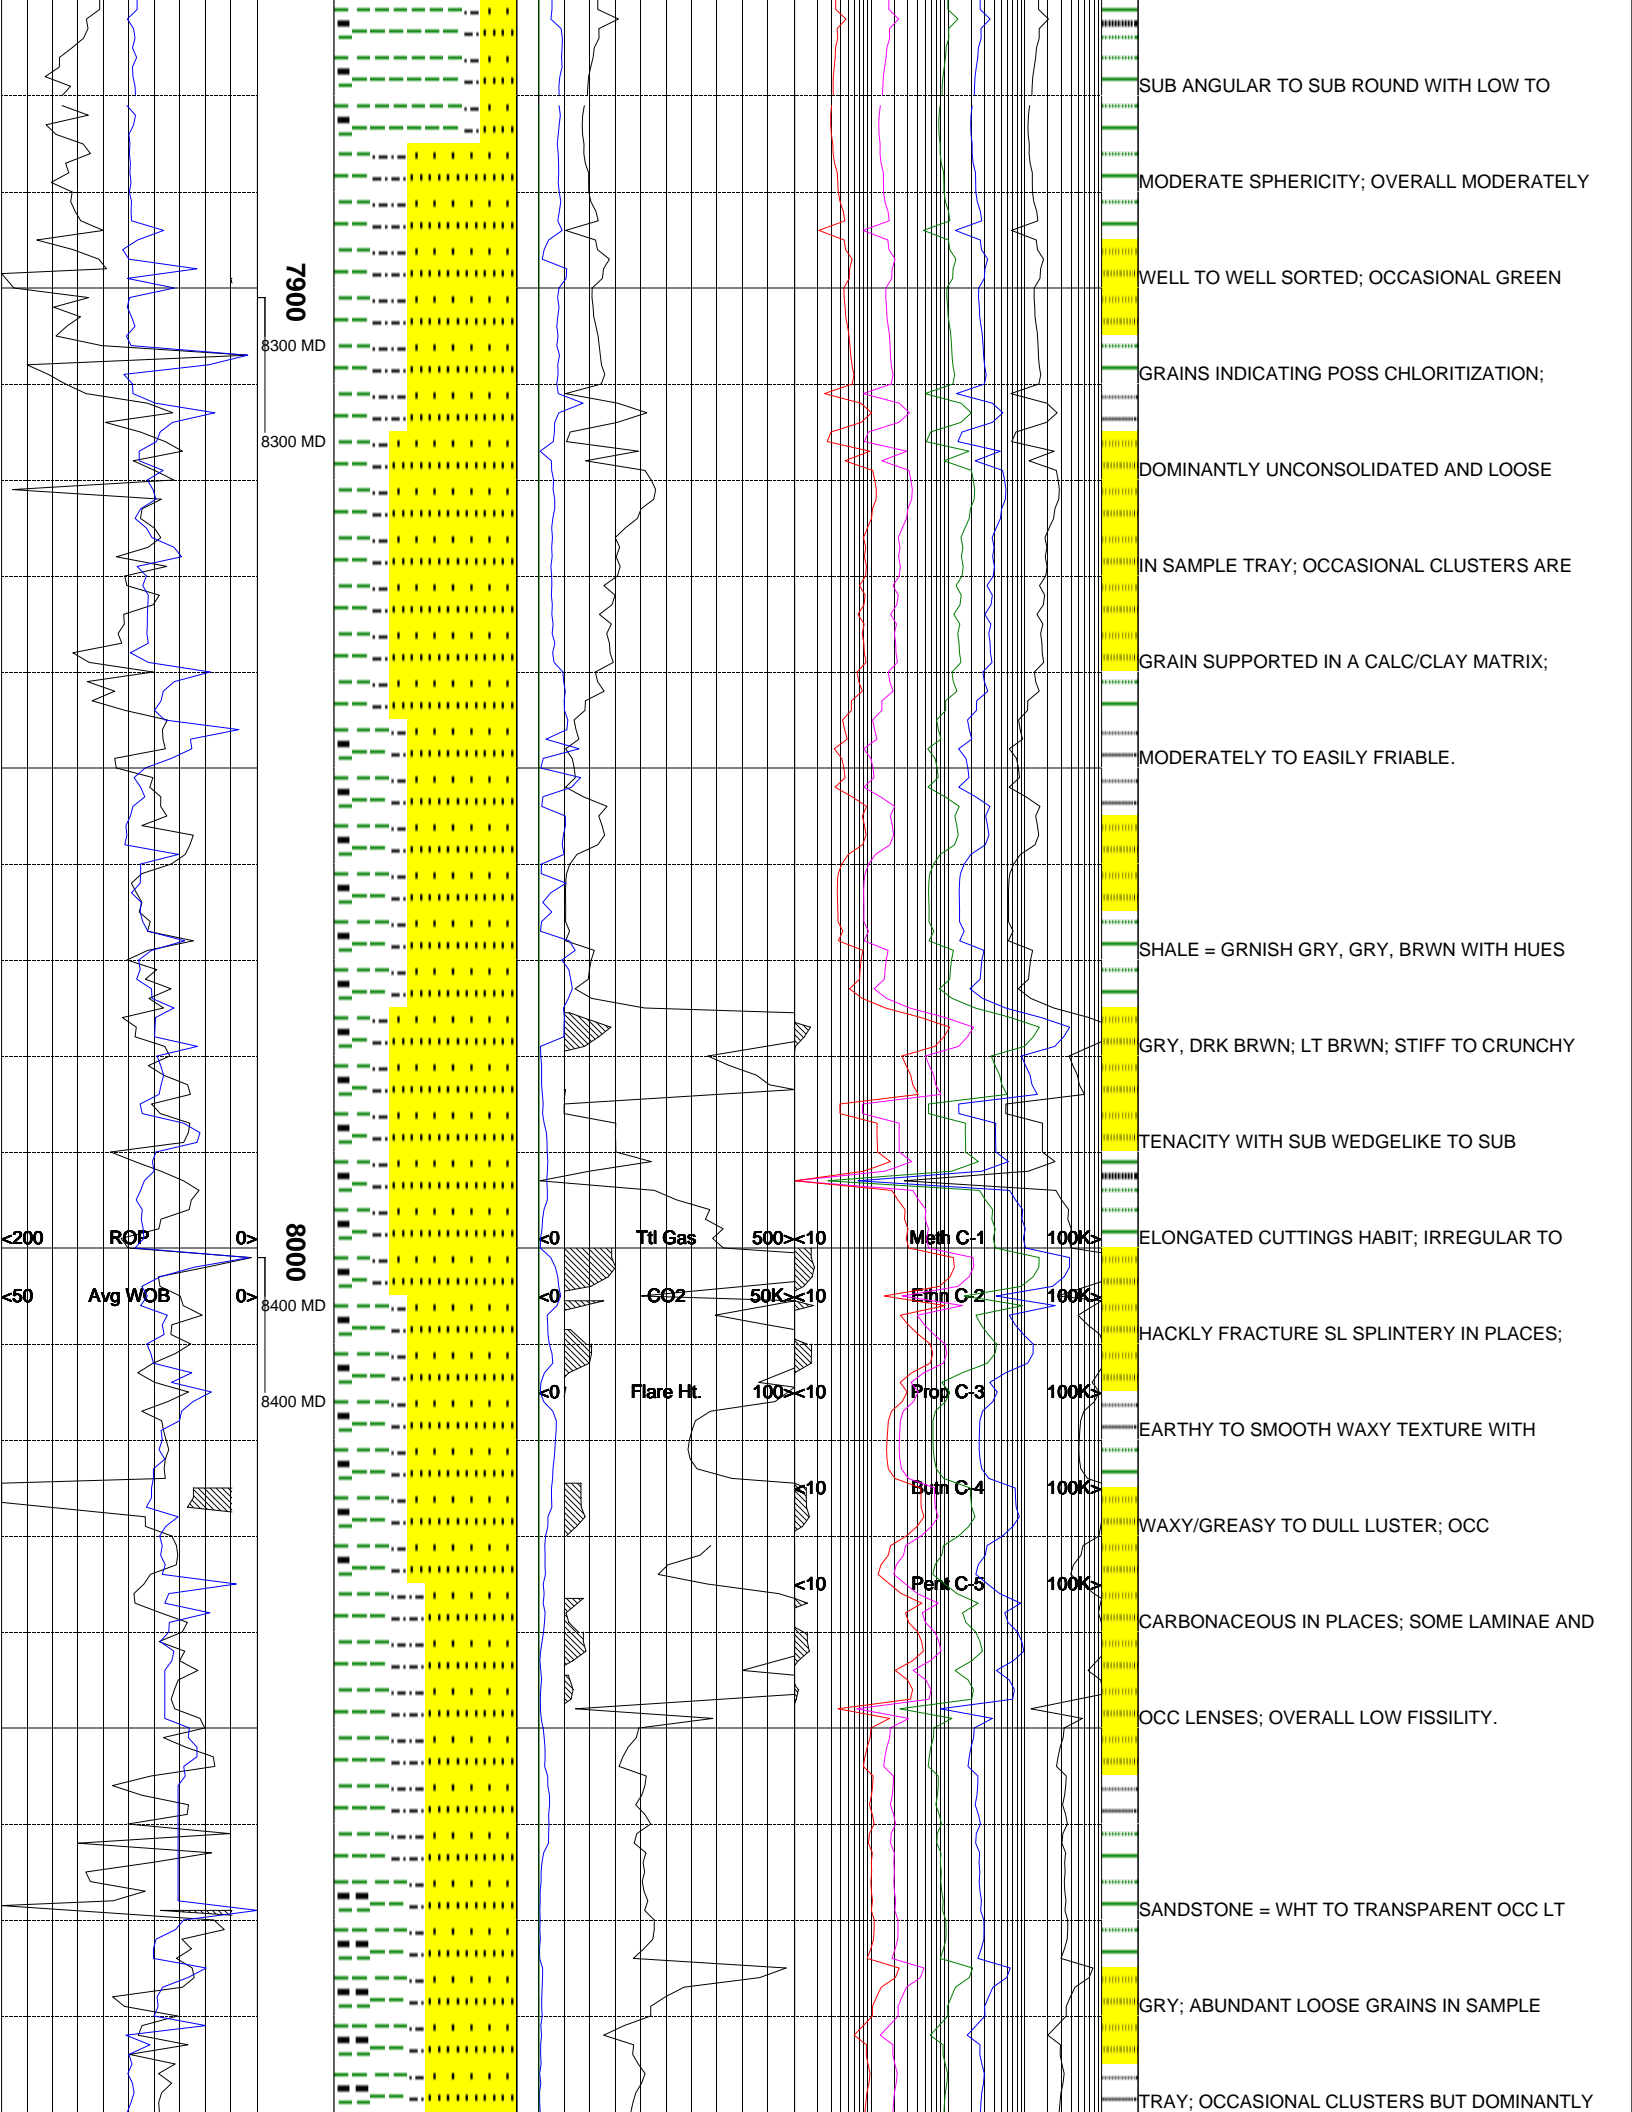 SUB ANGULAR TO SUB ROUND WITH LOW TO
MODERATE SPHERICITY; OVERALL MODERATELY
WELL TO WELL SORTED; OCCASIONAL GREEN
7900
8300 MD
GRAINS INDICATING POSS CHLORITIZATION;
8300 MD
DOMINANTLY UNCONSOLIDATED AND LOOSE
IN SAMPLE TRAY; OCCASIONAL CLUSTERS ARE
GRAIN SUPPORTED IN A CALC/CLAY MATRIX;
MODERATELY TO EASILY FRIABLE.
SHALE = GRNISH GRY, GRY, BRWN WITH HUES
GRY, DRK BRWN; LT BRWN; STIFF TO CRUNCHY
TENACITY WITH SUB WEDGELIKE TO SUB
<200 ROP 0> <0 Ttl Gas 500> <10 Meth C-1 100K> ELONGATED CUTTINGS HABIT; IRREGULAR TO
8000
<50 Avg WOB 0> <0 CO2 50K> <10 Ethn C-2 100K>
8400 MD
HACKLY FRACTURE SL SPLINTERY IN PLACES;
<0 Flare Ht. 100> <10 Prop C-3 100K>
8400 MD
EARTHY TO SMOOTH WAXY TEXTURE WITH
<10 Butn C-4 100K>
WAXY/GREASY TO DULL LUSTER; OCC
<10 Pent C-5 100K>
CARBONACEOUS IN PLACES; SOME LAMINAE AND
OCC LENSES; OVERALL LOW FISSILITY.
SANDSTONE = WHT TO TRANSPARENT OCC LT
GRY; ABUNDANT LOOSE GRAINS IN SAMPLE
TRAY; OCCASIONAL CLUSTERS BUT DOMINANTLY